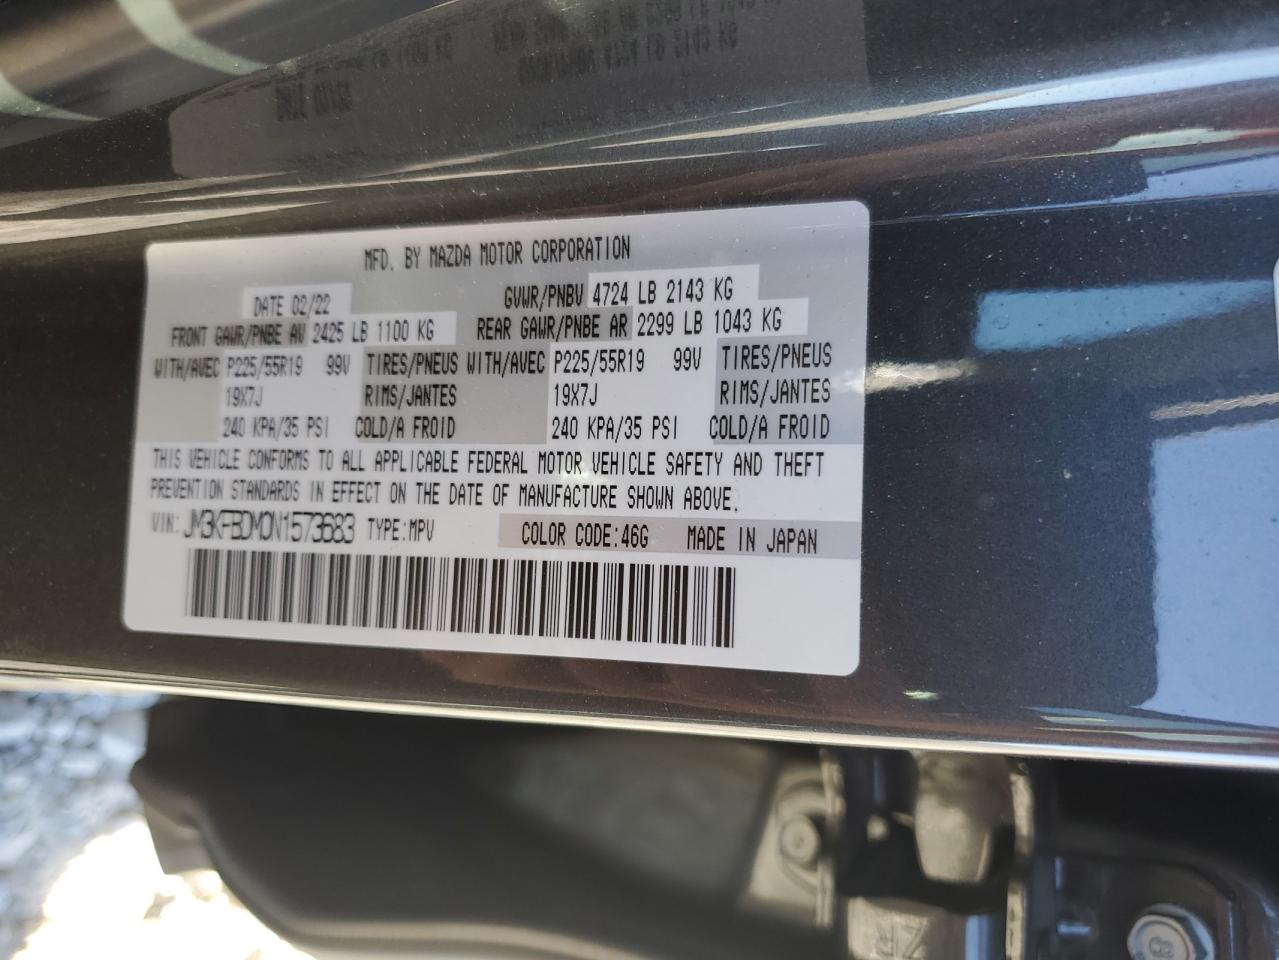 MFD. BY MAZDA MOTOR CORPORATION
DATE 02/22 GVWR/PNBV 4724 LB 2143 KG
FRONT GAWR/PNBE AV 2425 LB 1100 KG REAR GAWR/PNBE AR 2299 LB 1043 KG
WITH/AVEC P225/55R19 99V TIRES/PNEUS WITH/AVEC P225/55R19 99V TIRES/PNEUS
19X7J RIMS/JANTES 19X7J RIMS/JANTES
240 KPA/35 PSI COLD/A FROID 240 KPA/35 PSI COLD/A FROID
THIS VEHICLE CONFORMS TO ALL APPLICABLE FEDERAL MOTOR VEHICLE SAFETY AND THEFT
PREVENTION STANDARDS IN EFFECT ON THE DATE OF MANUFACTURE SHOWN ABOVE.
VIN: JM3KFBDM0N1573683 TYPE:MPV COLOR CODE:46G MADE IN JAPAN
8